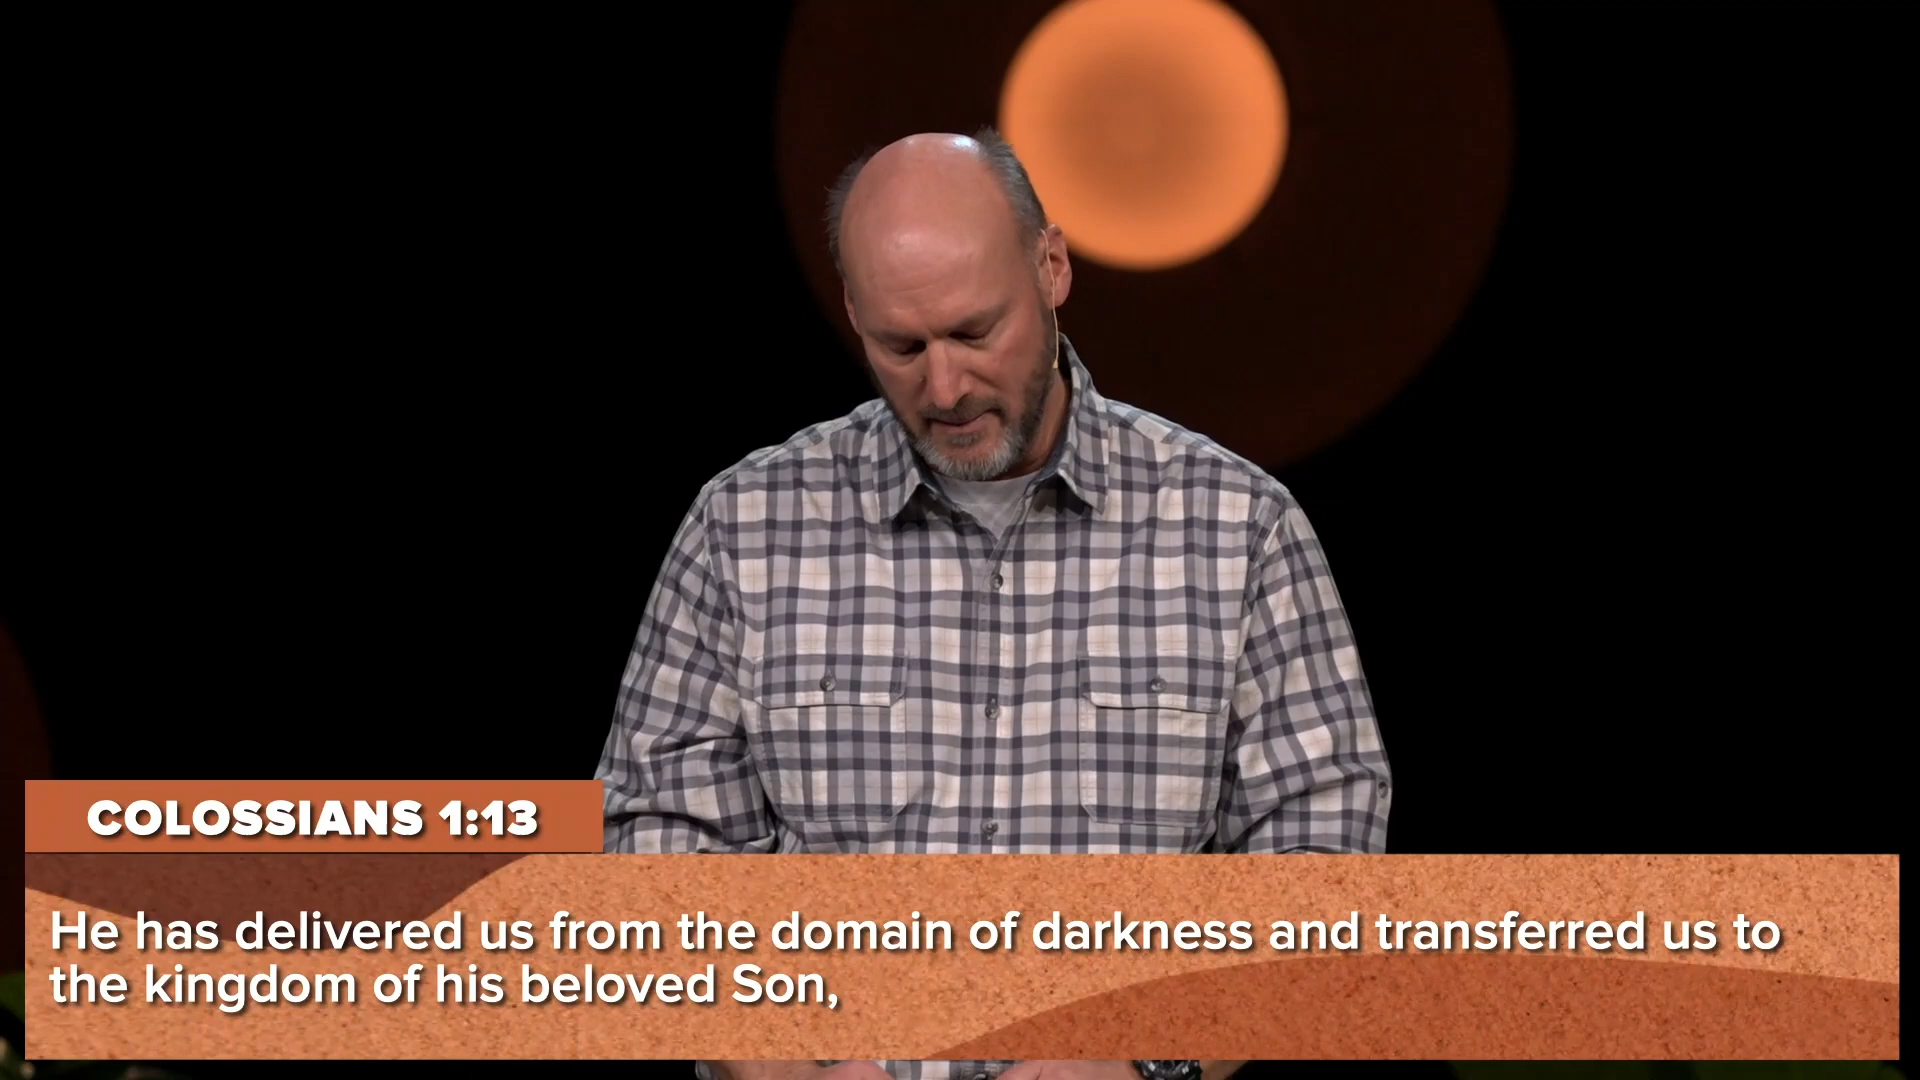 COLOSSIANS 1:13
He has delivered us from the domain of darkness and transferred us to
the kingdom of his beloved Son,